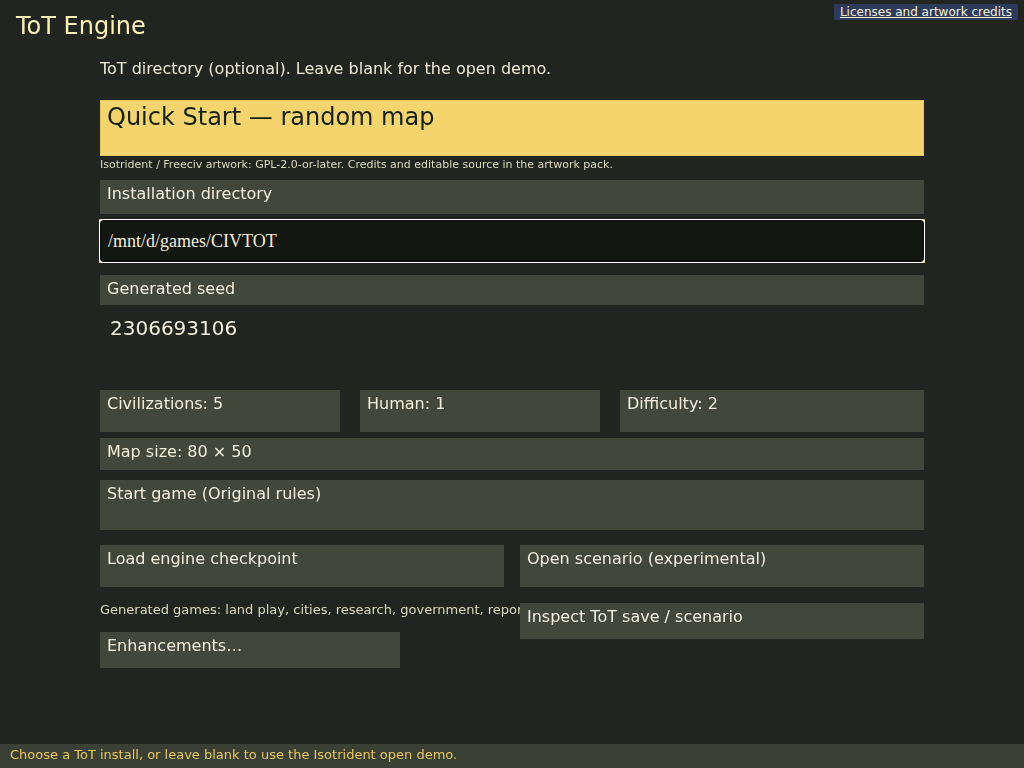 ToT Engine
Licenses and artwork credits
ToT directory (optional). Leave blank for the open demo.
Quick Start — random map
Isotrident / Freeciv artwork: GPL-2.0-or-later. Credits and editable source in the artwork pack.
Installation directory
/mnt/d/games/CIVTOT
Generated seed
2306693106
Civilizations: 5
Human: 1
Difficulty: 2
Map size: 80 × 50
Start game (Original rules)
Load engine checkpoint
Open scenario (experimental)
Generated games: land play, cities, research, government, repor
Inspect ToT save / scenario
Enhancements...
Choose a ToT install, or leave blank to use the Isotrident open demo.